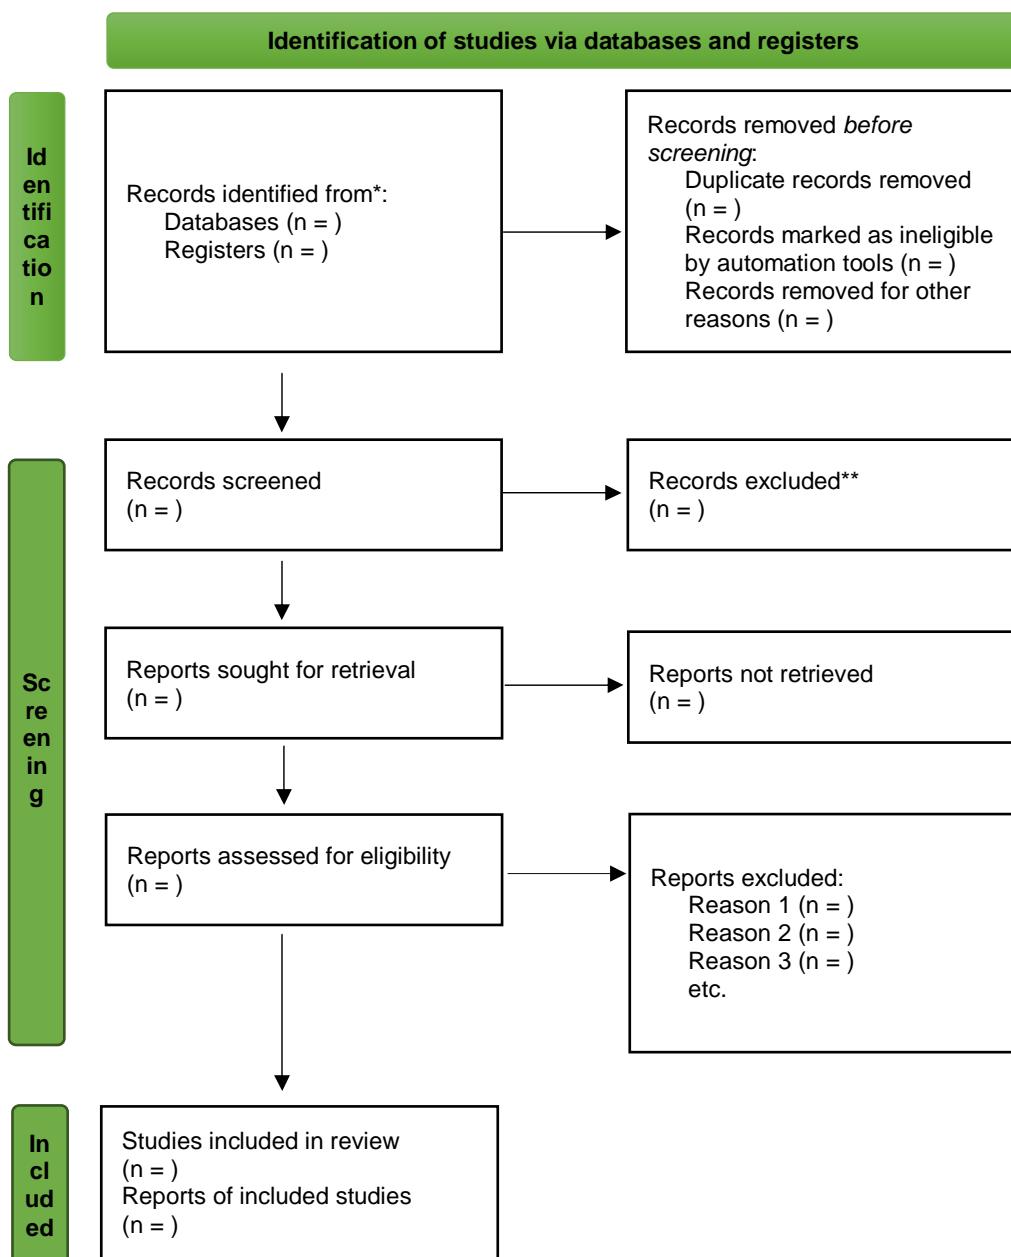 Identification of studies via databases and registers
Id
en
tifi
ca
tio
n
Records identified from*:
Databases (n = )
Registers (n = )
Records removed before
screening:
Duplicate records removed
(n = )
Records marked as ineligible
by automation tools (n = )
Records removed for other
reasons (n = )
Sc
re
en
in
g
Records screened
(n = )
Records excluded**
(n = )
Reports sought for retrieval
(n = )
Reports not retrieved
(n = )
Reports assessed for eligibility
(n = )
Reports excluded:
Reason 1 (n = )
Reason 2 (n = )
Reason 3 (n = )
etc.
In
cl
ud
ed
Studies included in review
(n = )
Reports of included studies
(n = )